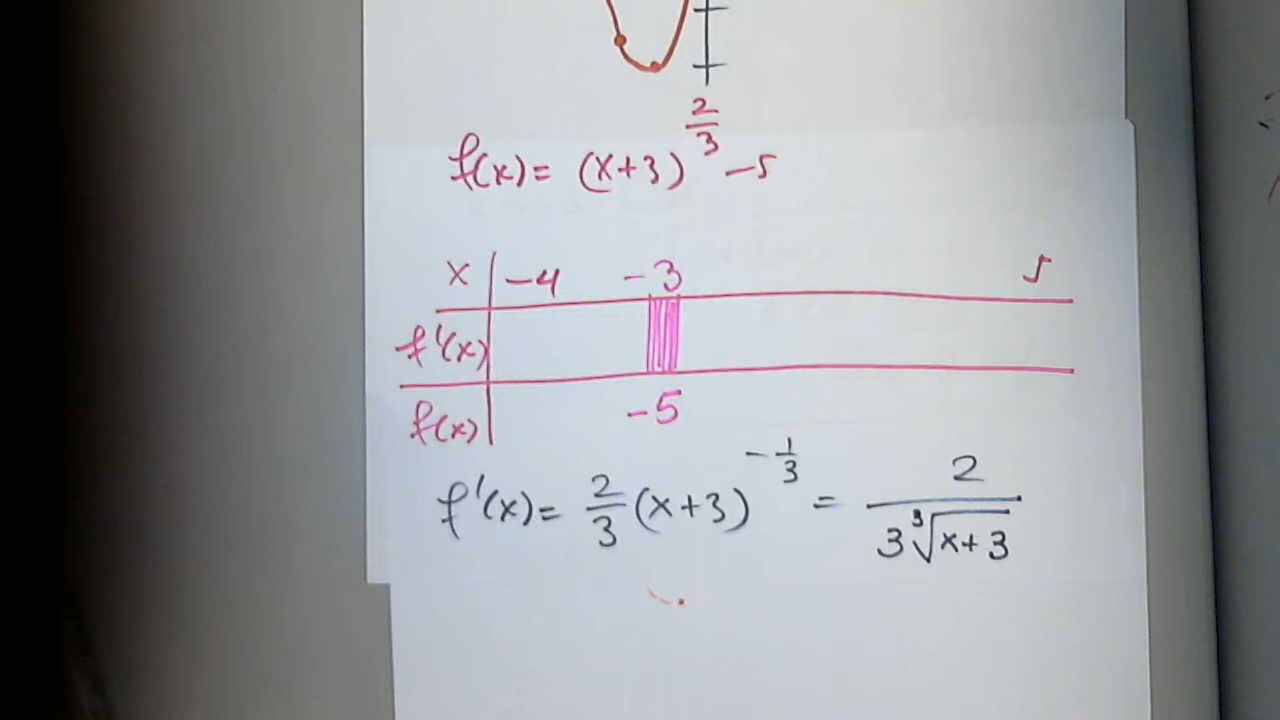 f(x) = (x+3)^(2/3) -5
x | -4 -3 5
f'(x)
f(x) | -5
f'(x) = 2/3 (x+3)^(-1/3) = 2/(3∛(x+3))